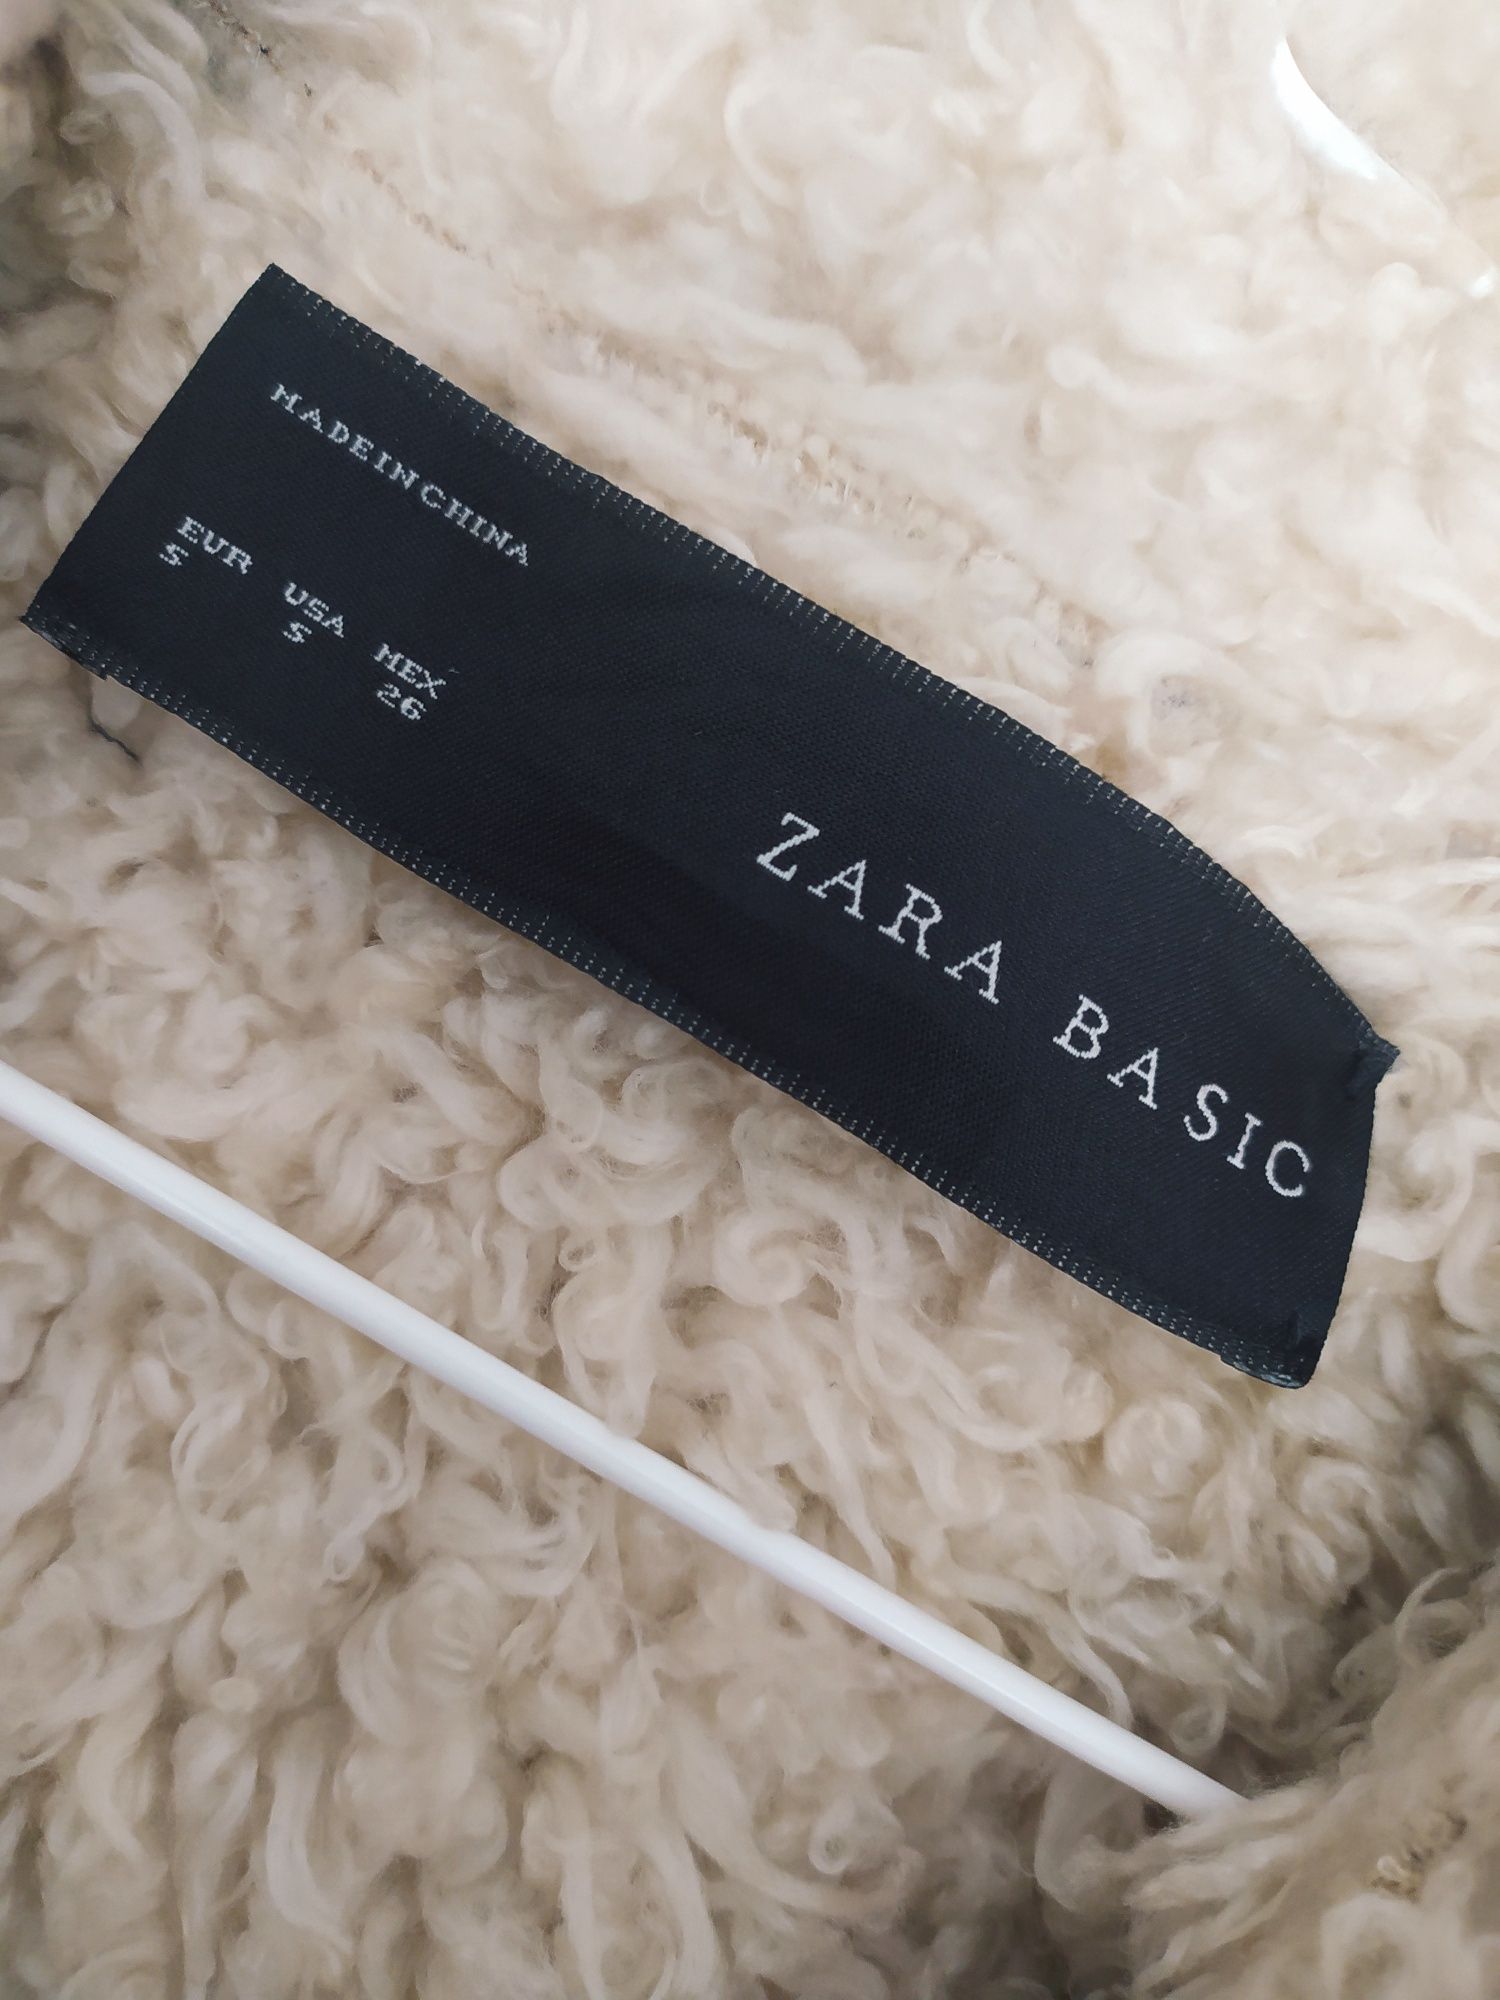 MADE IN CHINA
EUR USA MEX
S S 26
ZARA BASIC